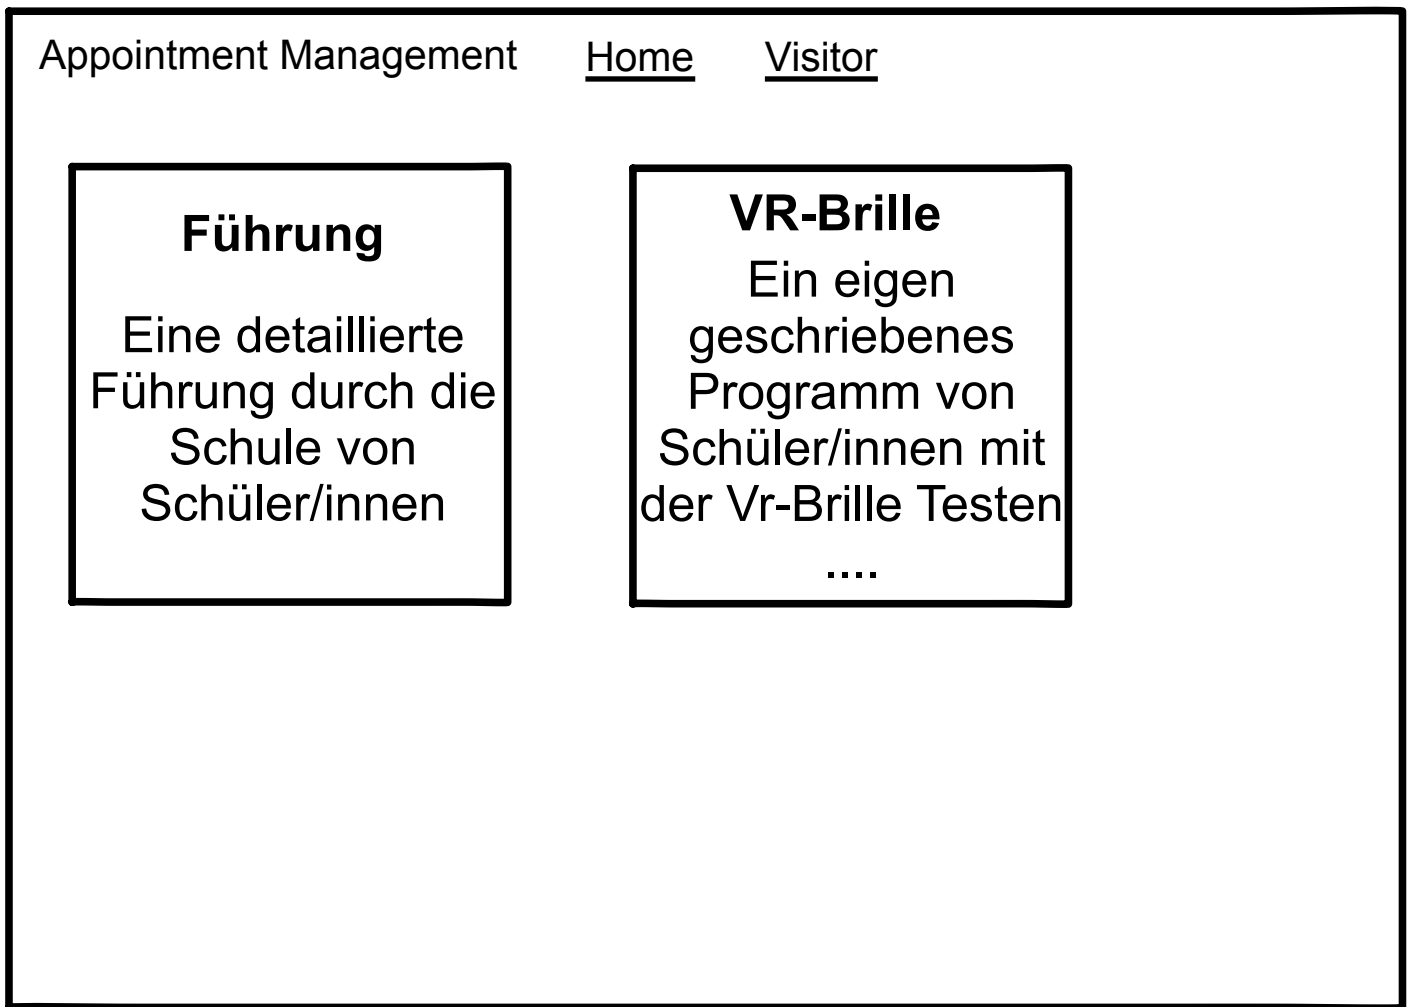 Appointment Management Home Visitor
Führung
Eine detaillierte
Führung durch die
Schule von
Schüler/innen
VR-Brille
Ein eigen
geschriebenes
Programm von
Schüler/innen mit
der Vr-Brille Testen
....